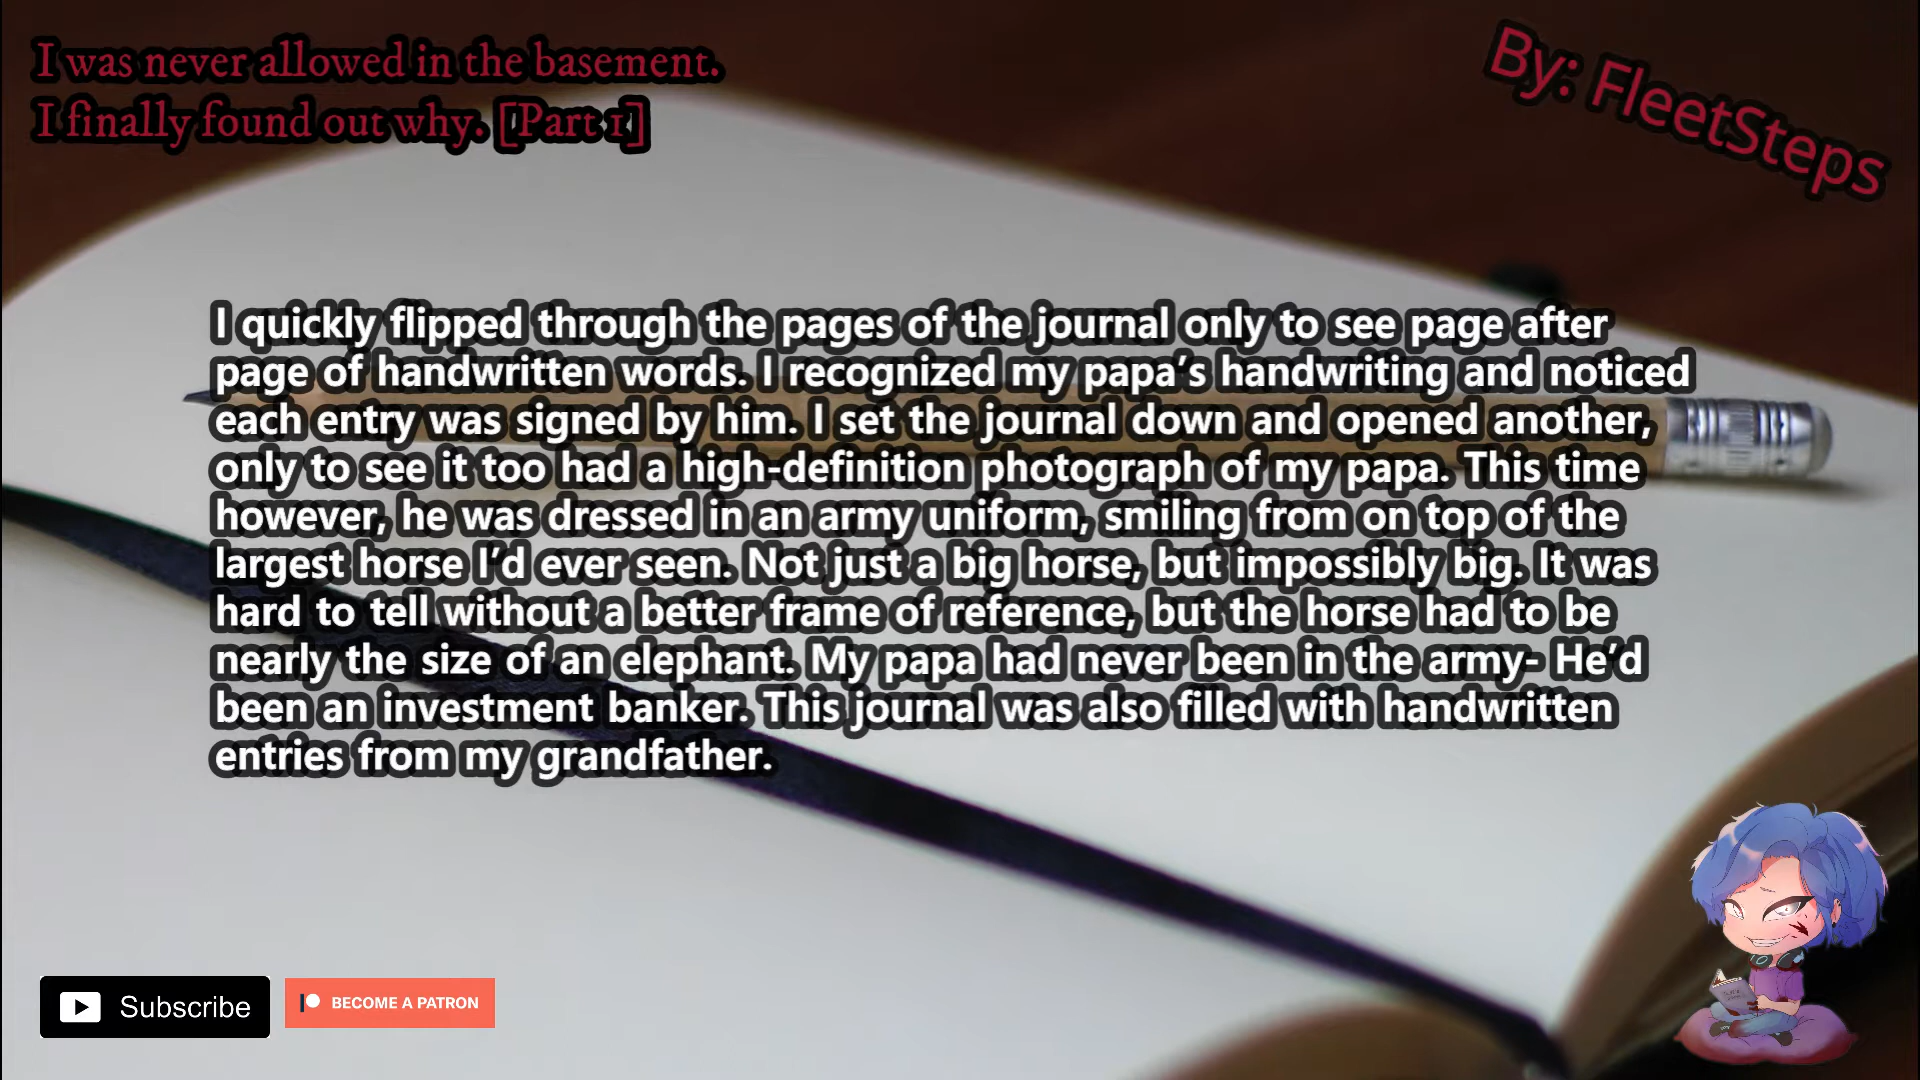 I was never allowed in the basement.
I finally found out why. [Part 1]
By: FleetSteps
I quickly flipped through the pages of the journal only to see page after
page of handwritten words. I recognized my papa’s handwriting and noticed
each entry was signed by him. I set the journal down and opened another,
only to see it too had a high-definition photograph of my papa. This time
however, he was dressed in an army uniform, smiling from on top of the
largest horse I’d ever seen. Not just a big horse, but impossibly big. It was
hard to tell without a better frame of reference, but the horse had to be
nearly the size of an elephant. My papa had never been in the army- He’d
been an investment banker. This journal was also filled with handwritten
entries from my grandfather.
Subscribe
BECOME A PATRON